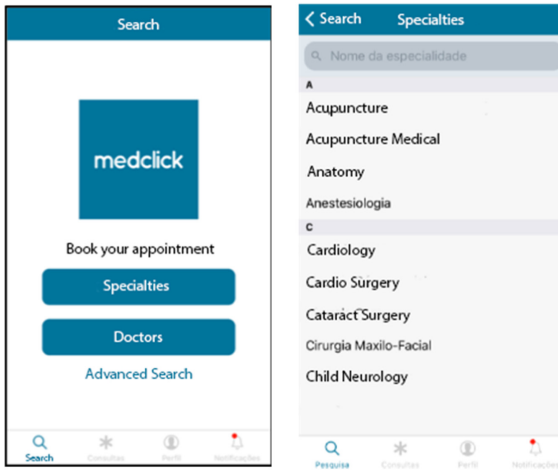 Search
medclick
Book your appointment
Specialties
Doctors
Advanced Search
Search
Consultas
Perfil
Notificações
Search
Specialties
Nome da especialidade
A
Acupuncture
Acupuncture Medical
Anatomy
Anestesiologia
C
Cardiology
Cardio Surgery
Cataract Surgery
Cirurgia Maxilo-Facial
Child Neurology
Pesquisa
Consultas
Perfil
Notificações